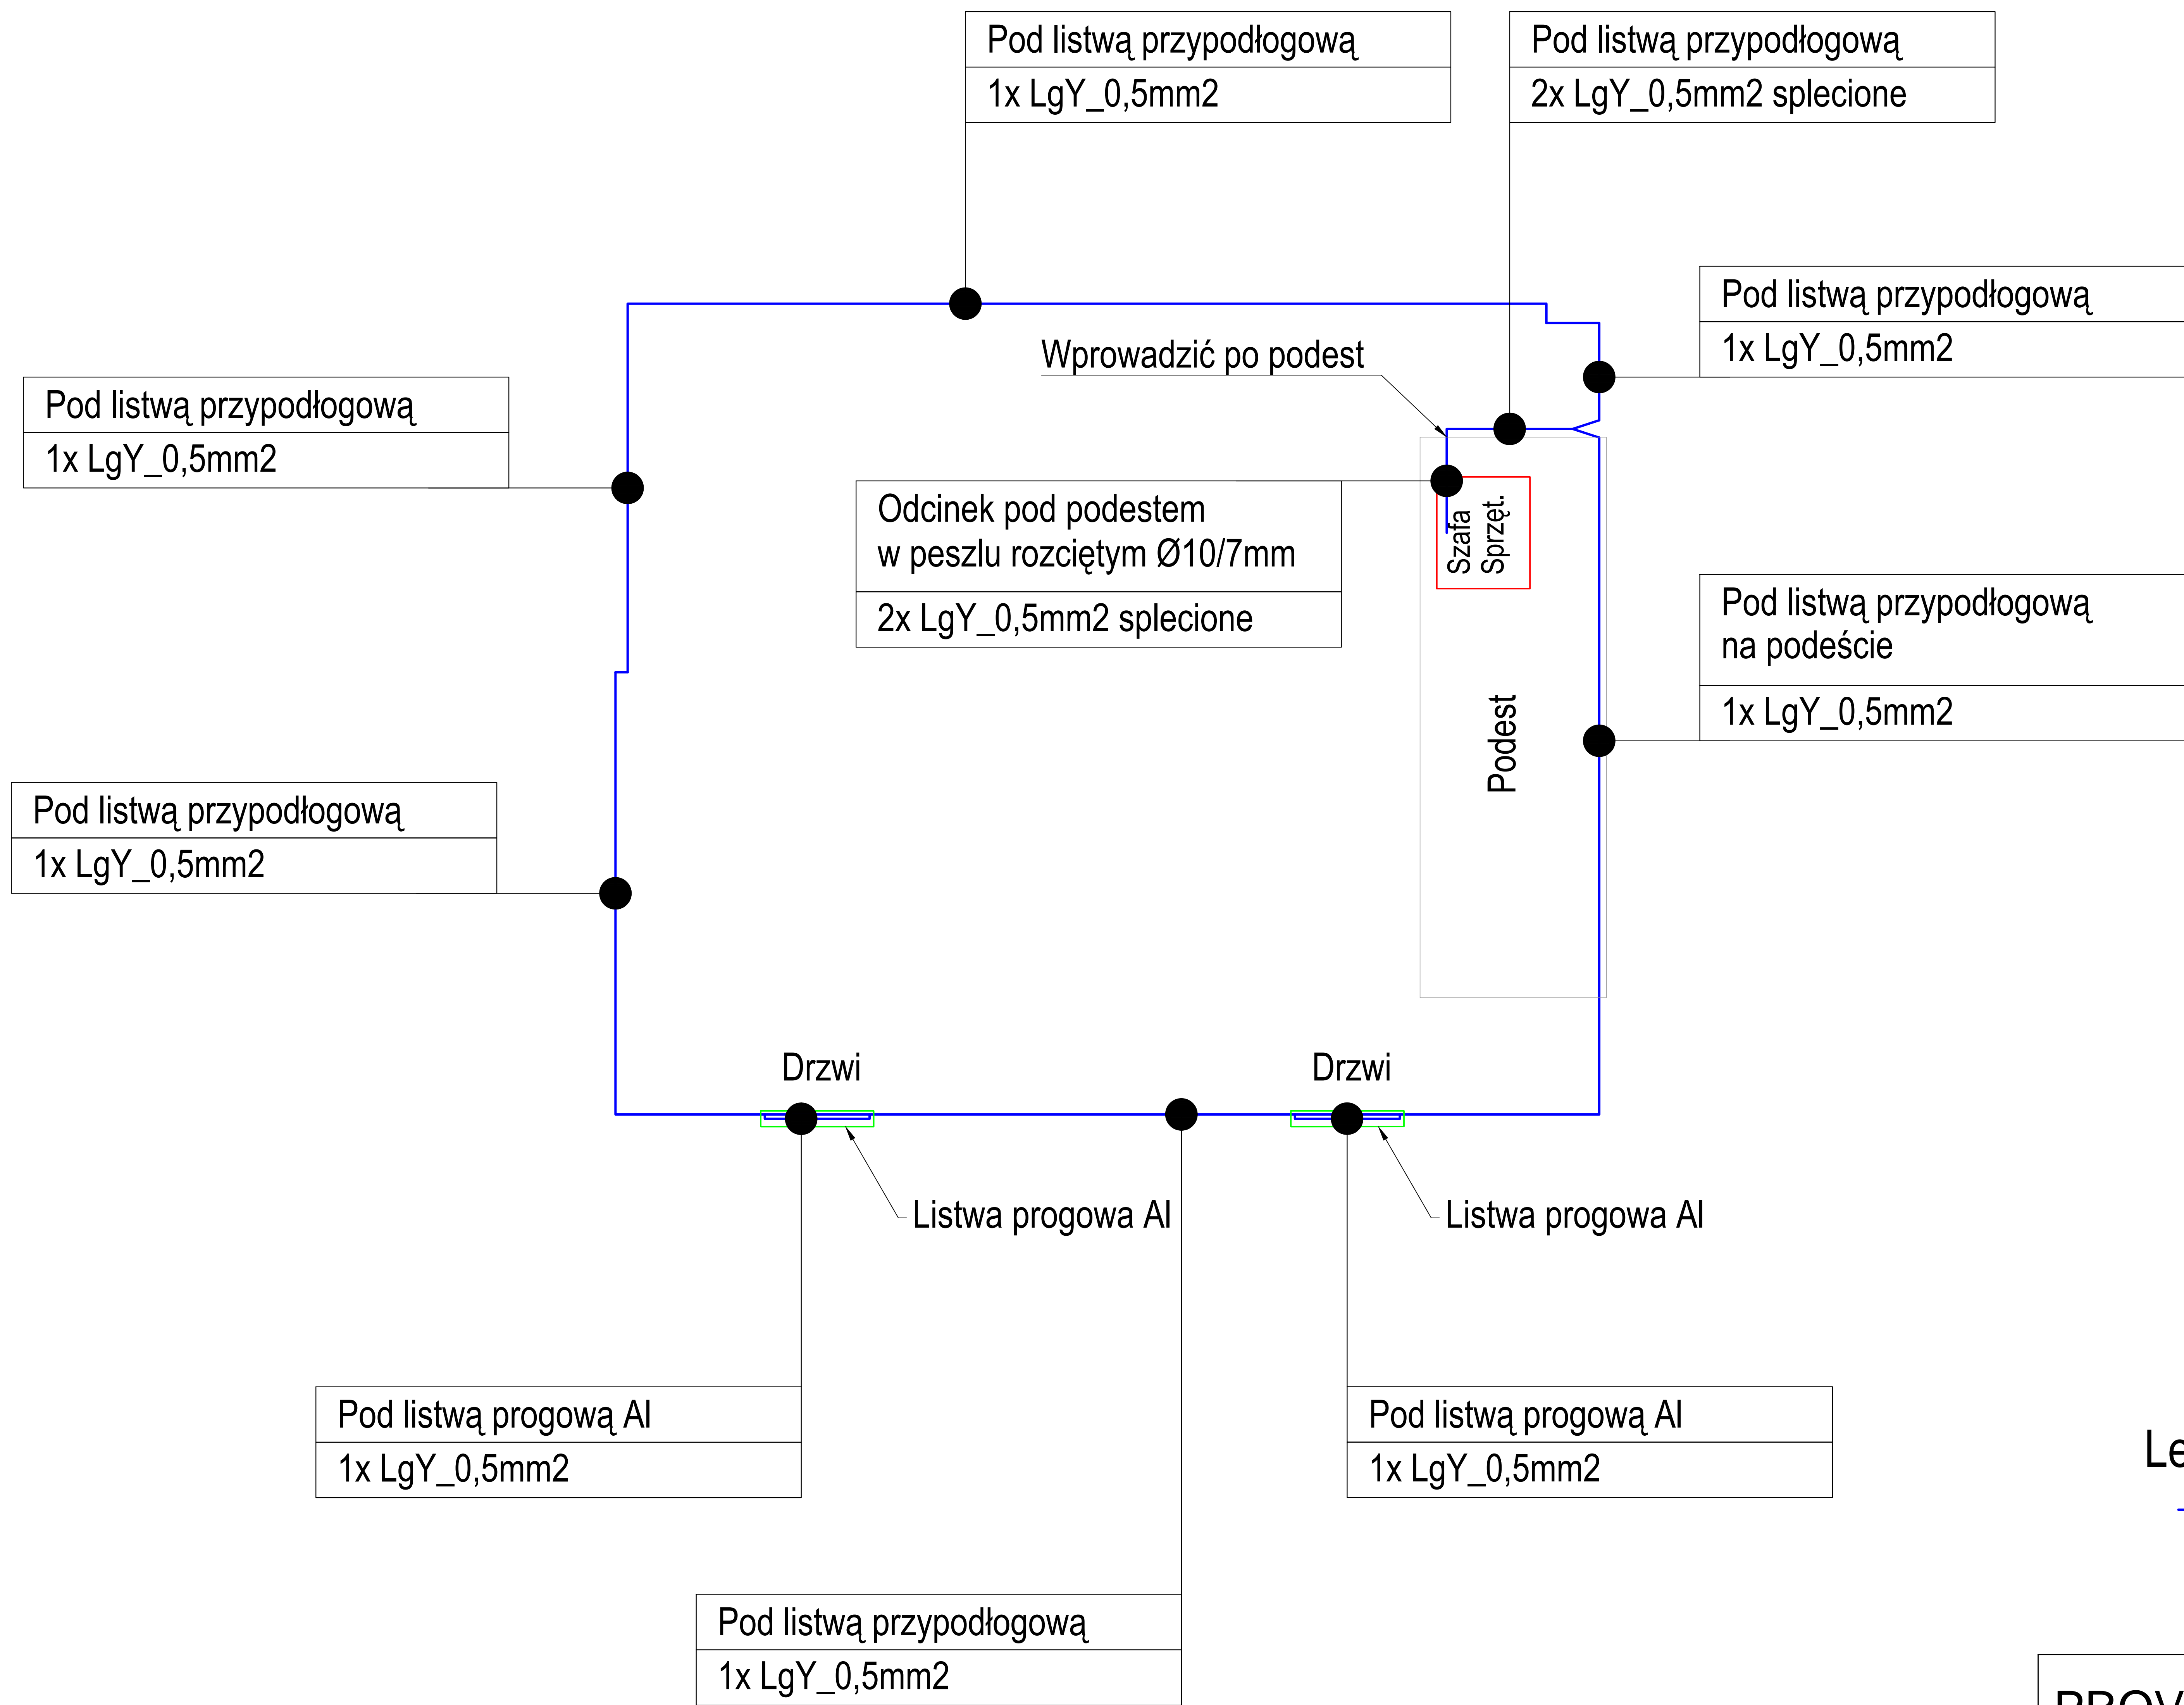 Pod listwą przypodłogową
1x LgY_0,5mm2
Pod listwą przypodłogową
2x LgY_0,5mm2 splecione
Pod listwą przypodłogową
1x LgY_0,5mm2
Wprowadzić po podest
Pod listwą przypodłogową
1x LgY_0,5mm2
Odcinek pod podestem
w peszlu rozciętym Ø10/7mm
2x LgY_0,5mm2 splecione
Szafa
Sprzęt.
Pod listwą przypodłogową
na podeście
1x LgY_0,5mm2
Podest
Pod listwą przypodłogową
1x LgY_0,5mm2
Drzwi
Drzwi
Listwa progowa Al
Listwa progowa Al
Pod listwą progową Al
1x LgY_0,5mm2
Pod listwą progową Al
1x LgY_0,5mm2
Pod listwą przypodłogową
1x LgY_0,5mm2